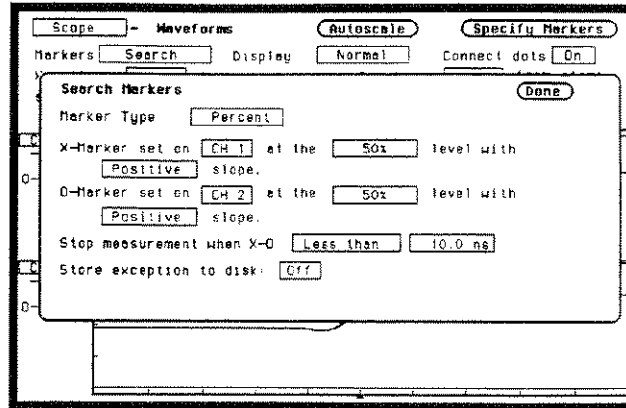 Scope - Waveforms Autoscale Specify Markers
Markers Search Display Normal Connect dots On
Search Markers Done
Marker Type Percent
X-Marker set on CH 1 at the 50% level with
Positive slope.
O-Marker set on CH 2 at the 50% level with
Positive slope.
Stop measurement when X-O Less than 10.0 ns
Store exception to disk: Off